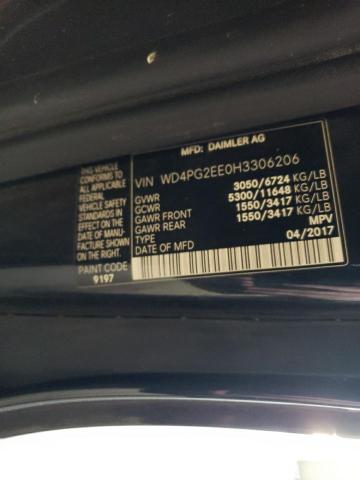 MFD: DAIMLER AG
VIN WD4PG2EE0H3306206
GVWR 3050/6724 KG/LB
GCWR 5300/11648 KG/LB
GAWR FRONT 1550/3417 KG/LB
GAWR REAR 1550/3417 KG/LB
TYPE MPV
DATE OF MFD 04/2017
THIS VEHICLE
CONFORMS TO
ALL APPLICABLE
FEDERAL
MOTOR VEHICLE
SAFETY
STANDARDS
IN EFFECT ON
THE DATE OF
MANU-
FACTURE
SHOWN ABOVE.
PAINT CODE
9197